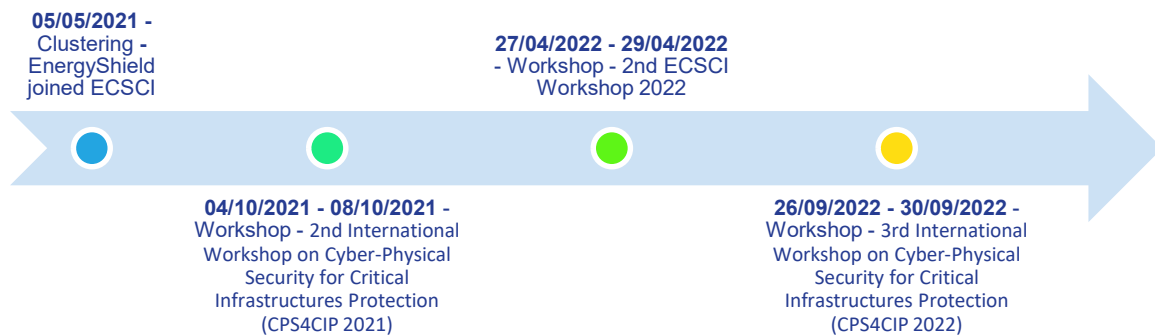 05/05/2021 -
Clustering -
EnergyShield
joined ECSCI
27/04/2022 - 29/04/2022
- Workshop - 2nd ECSCI
Workshop 2022
04/10/2021 - 08/10/2021 -
Workshop - 2nd International
Workshop on Cyber-Physical
Security for Critical
Infrastructures Protection
(CPS4CIP 2021)
26/09/2022 - 30/09/2022 -
Workshop - 3rd International
Workshop on Cyber-Physical
Security for Critical
Infrastructures Protection
(CPS4CIP 2022)